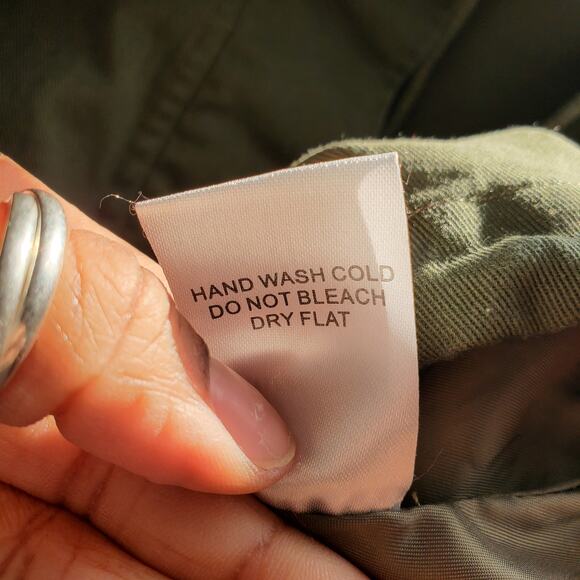 HAND WASH COLD
DO NOT BLEACH
DRY FLAT